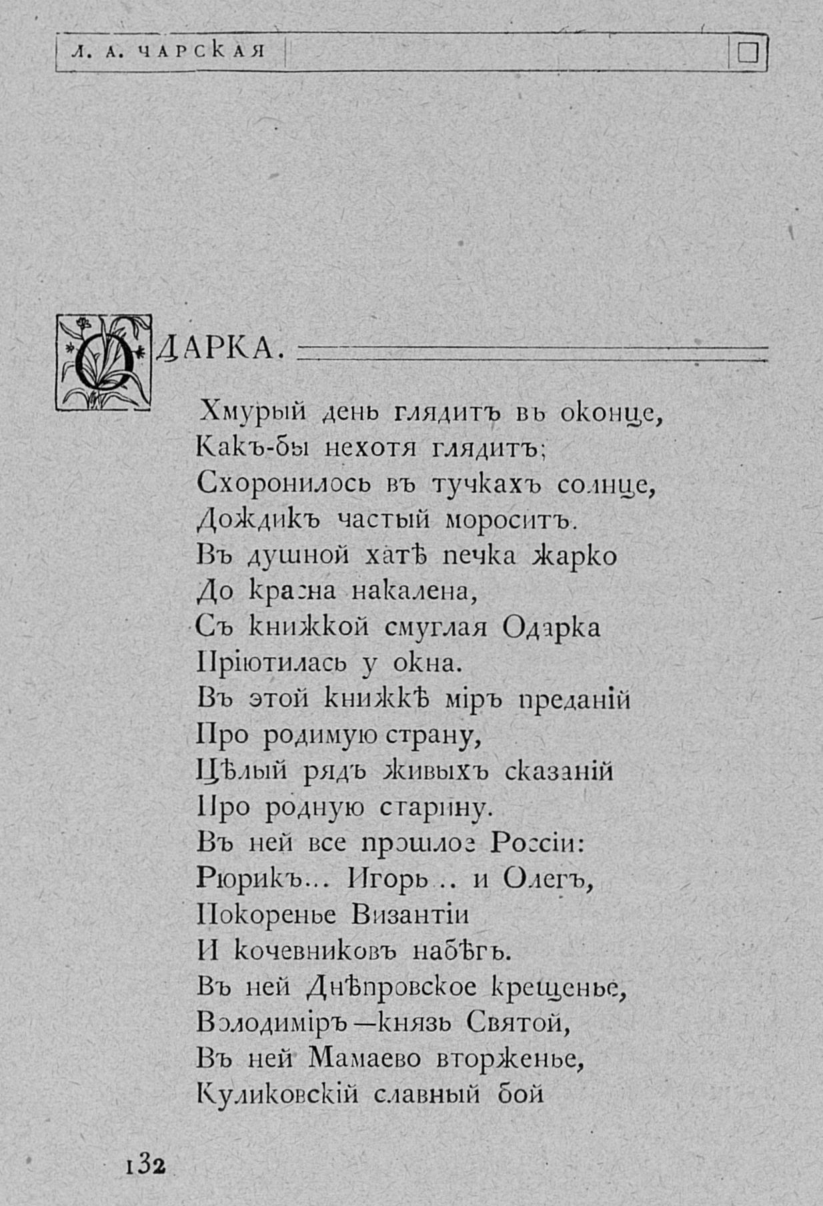 Л. А. ЧАРСКАЯ
ОДАРКА.
Хмурый день глядитъ въ оконце,
Какъ-бы нехотя глядитъ;
Схоронилось въ тучкахъ солнце,
Дождикъ частый мороситъ.
Въ душной хатѣ печка жарко
До красна накалена,
Съ книжкой смуглая Одарка
Пріютилась у окна.
Въ этой книжкѣ міръ преданій
Про родимую страну,
Цѣлый рядъ живыхъ сказаній
Про родную старину.
Въ ней все прошлое Россіи:
Рюрикъ... Игорь .. и Олегъ,
Покоренье Византіи
И кочевниковъ набѣгъ.
Въ ней Днѣпровское крещенье,
Володиміръ—князь Святой,
Въ ней Мамаево вторженье,
Куликовскій славный бой
132